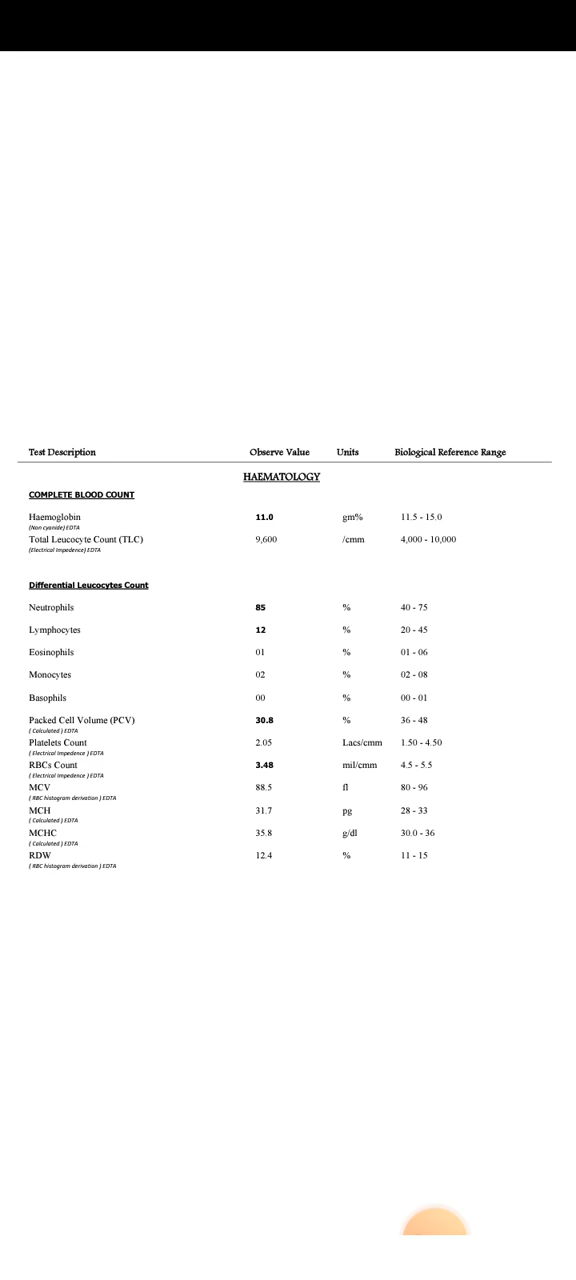 Test Description Observe Value Units Biological Reference Range
HAEMATOLOGY
COMPLETE BLOOD COUNT
Haemoglobin 11.0 gm% 11.5 - 15.0
(Non cyanide) EDTA
Total Leucocyte Count (TLC) 9,600 /cmm 4,000 - 10,000
(Electrical Impedence) EDTA
Differential Leucocytes Count
Neutrophils 85 % 40 - 75
Lymphocytes 12 % 20 - 45
Eosinophils 01 % 01 - 06
Monocytes 02 % 02 - 08
Basophils 00 % 00 - 01
Packed Cell Volume (PCV) 30.8 % 36 - 48
( Calculated ) EDTA
Platelets Count 2.05 Lacs/cmm 1.50 - 4.50
( Electrical Impedence ) EDTA
RBCs Count 3.48 mil/cmm 4.5 - 5.5
( Electrical Impedence ) EDTA
MCV 88.5 fl 80 - 96
( RBC histogram derivation ) EDTA
MCH 31.7 pg 28 - 33
( Calculated ) EDTA
MCHC 35.8 g/dl 30.0 - 36
( Calculated ) EDTA
RDW 12.4 % 11 - 15
( RBC histogram derivation ) EDTA